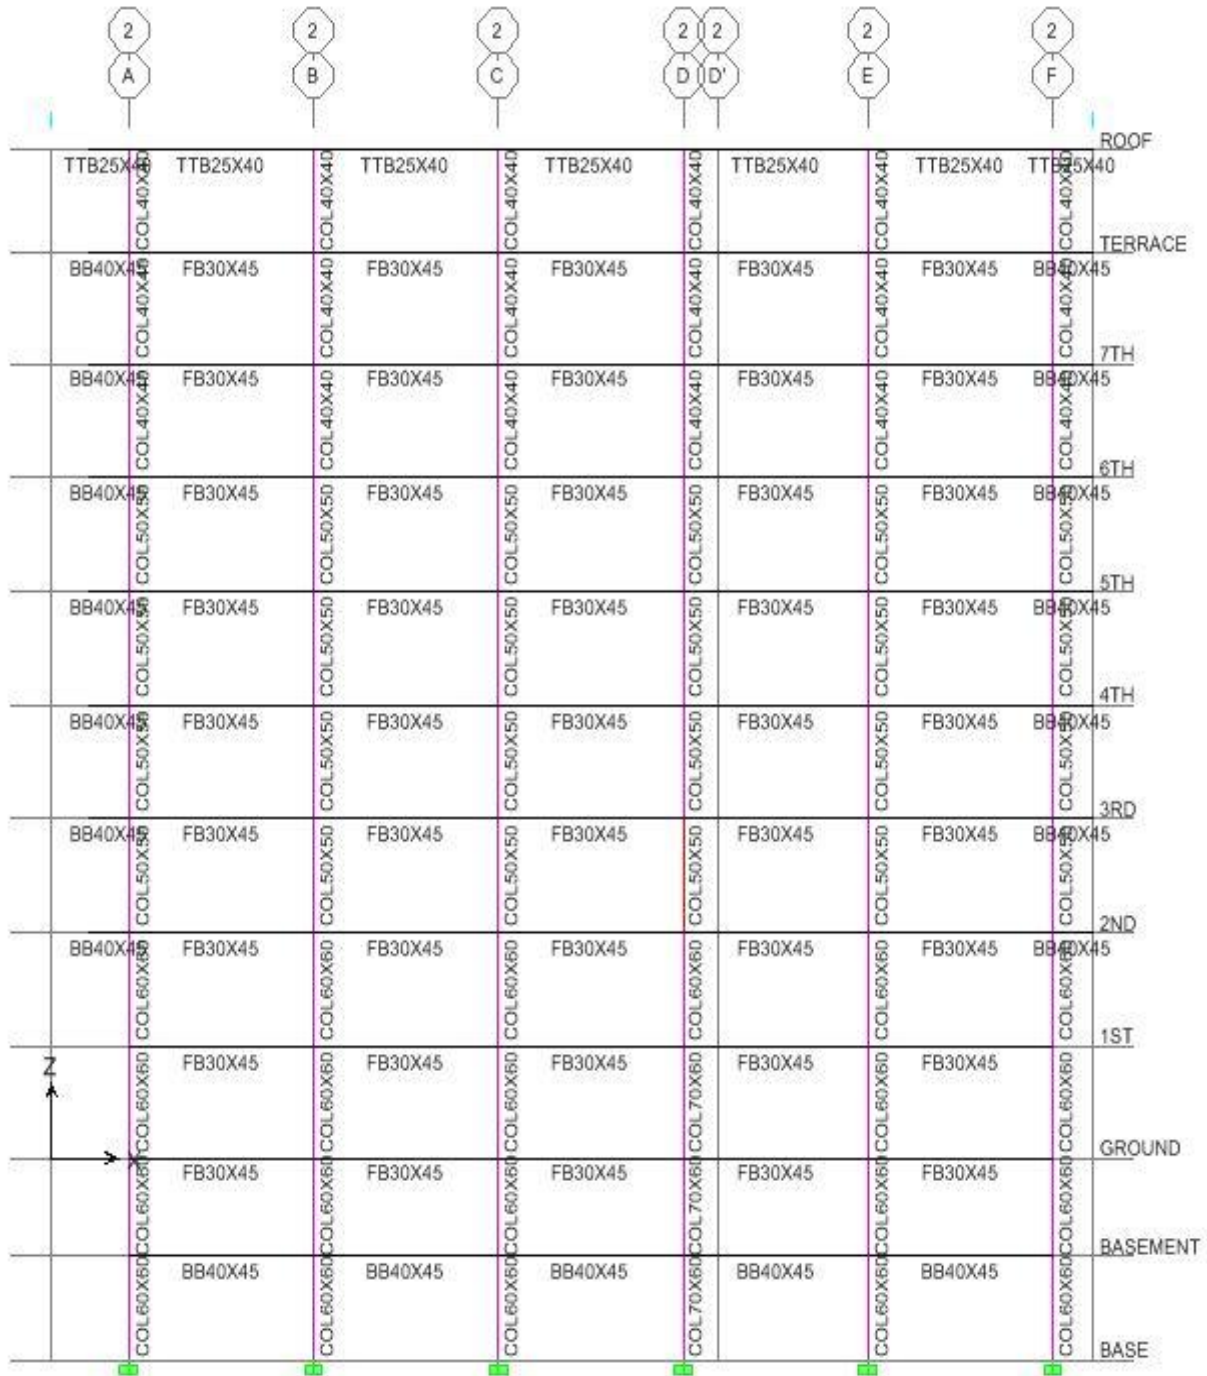 2 2 2 2 2 2 2
A B C D D' E F
ROOF
TTB25X40 TTB25X40 TTB25X40 TTB25X40 TTB25X40 TTB25X40 TTB25X40
COL40X40 COL40X40 COL40X40 COL40X40 COL40X40 COL40X40
TERRACE
BB40X45 FB30X45 FB30X45 FB30X45 FB30X45 FB30X45 BB40X45
COL40X40 COL40X40 COL40X40 COL40X40 COL40X40 COL40X40
7TH
BB40X45 FB30X45 FB30X45 FB30X45 FB30X45 FB30X45 BB40X45
COL40X40 COL40X40 COL40X40 COL40X40 COL40X40 COL40X40
6TH
BB40X45 FB30X45 FB30X45 FB30X45 FB30X45 FB30X45 BB40X45
COL50X50 COL50X50 COL50X50 COL50X50 COL50X50 COL50X50
5TH
BB40X45 FB30X45 FB30X45 FB30X45 FB30X45 FB30X45 BB40X45
COL50X50 COL50X50 COL50X50 COL50X50 COL50X50 COL50X50
4TH
BB40X45 FB30X45 FB30X45 FB30X45 FB30X45 FB30X45 BB40X45
COL50X50 COL50X50 COL50X50 COL50X50 COL50X50 COL50X50
3RD
BB40X45 FB30X45 FB30X45 FB30X45 FB30X45 FB30X45 BB40X45
COL50X50 COL50X50 COL50X50 COL50X50 COL50X50 COL50X50
2ND
BB40X45 FB30X45 FB30X45 FB30X45 FB30X45 FB30X45 BB40X45
COL60X60 COL60X60 COL60X60 COL60X60 COL60X60 COL60X60
1ST
Z
FB30X45 FB30X45 FB30X45 FB30X45 FB30X45
COL60X60 COL60X60 COL60X60 COL70X60 COL60X60 COL60X60
GROUND
X
FB30X45 FB30X45 FB30X45 FB30X45 FB30X45
COL60X60 COL60X60 COL60X60 COL70X60 COL60X60 COL60X60
BASEMENT
BB40X45 BB40X45 BB40X45 BB40X45 BB40X45
COL60X60 COL60X60 COL60X60 COL70X60 COL60X60 COL60X60
BASE